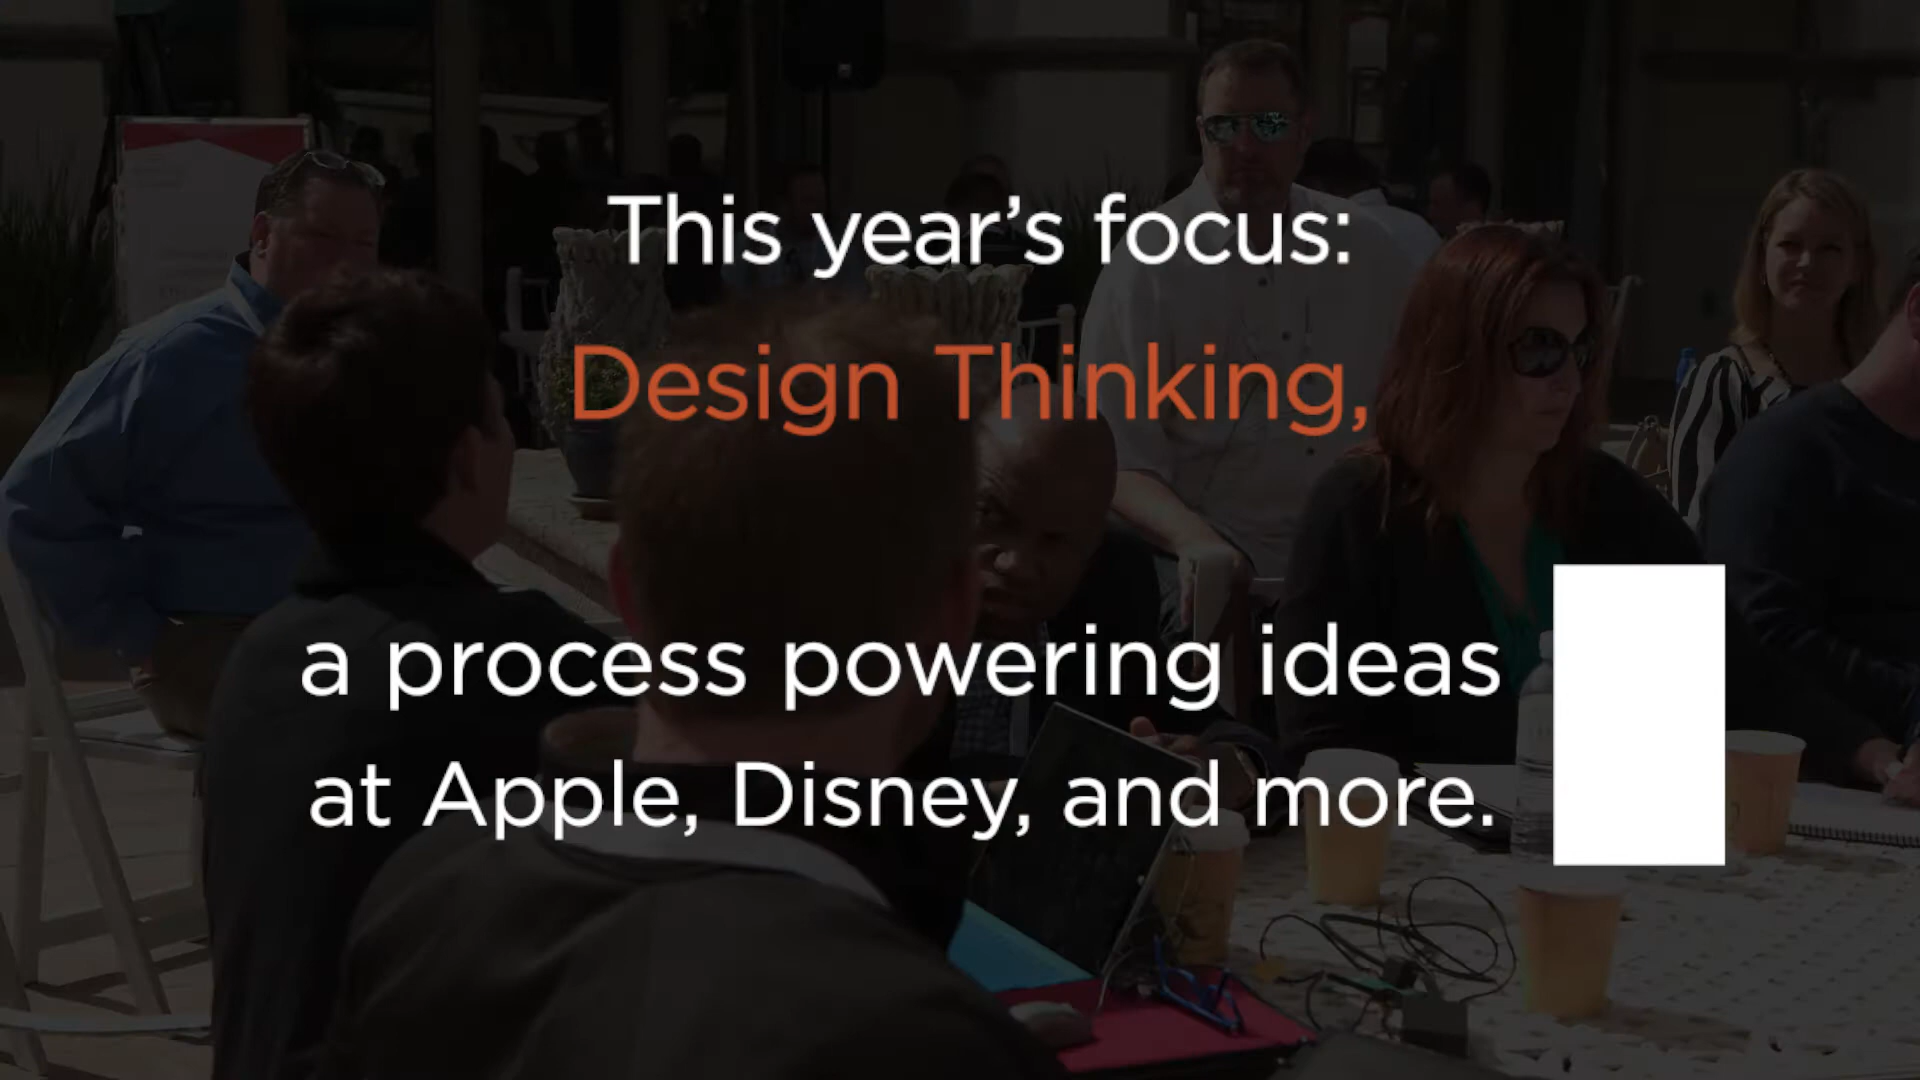 This year’s focus:
Design Thinking,
a process powering ideas
at Apple, Disney, and more.